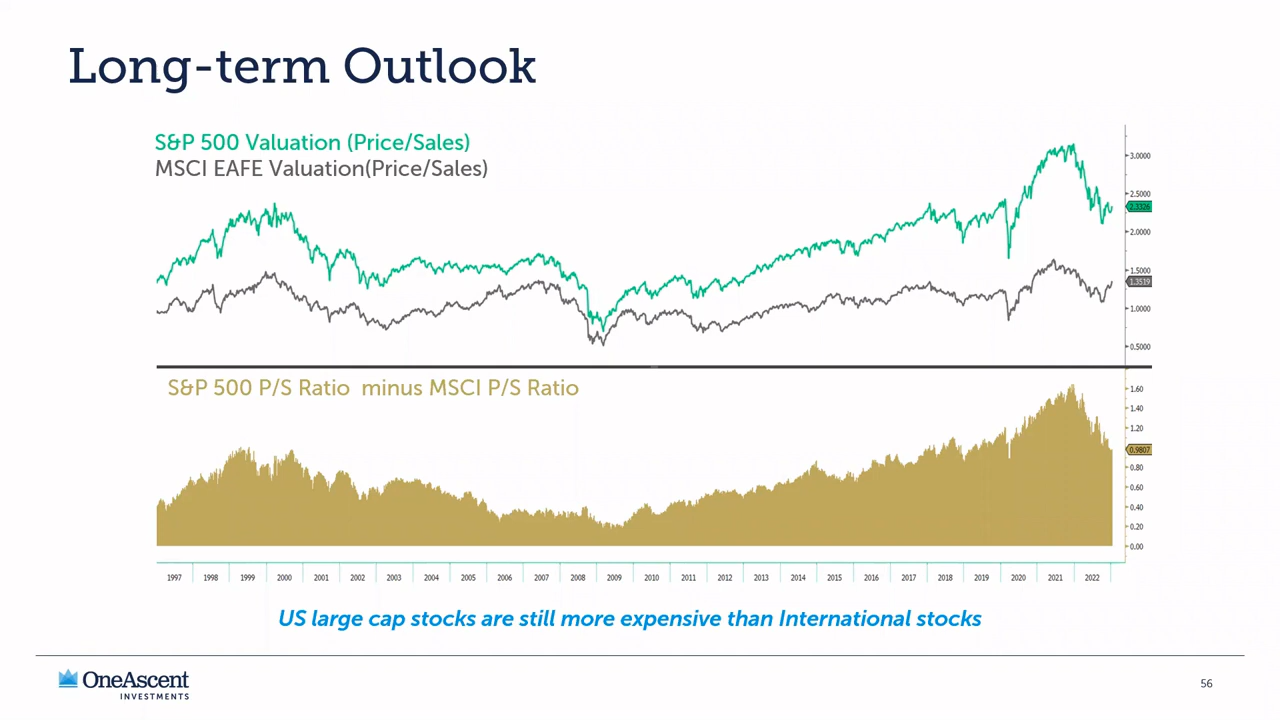 Long-term Outlook
S&P 500 Valuation (Price/Sales)
MSCI EAFE Valuation(Price/Sales)
3.0000
2.5000
2.3326
2.0000
1.5000
1.3519
1.0000
0.5000
S&P 500 P/S Ratio minus MSCI P/S Ratio
1.60
1.40
1.20
0.9807
0.80
0.60
0.40
0.20
0.00
1997 1998 1999 2000 2001 2002 2003 2004 2005 2006 2007 2008 2009 2010 2011 2012 2013 2014 2015 2016 2017 2018 2019 2020 2021 2022
US large cap stocks are still more expensive than International stocks
OneAscent
INVESTMENTS
56